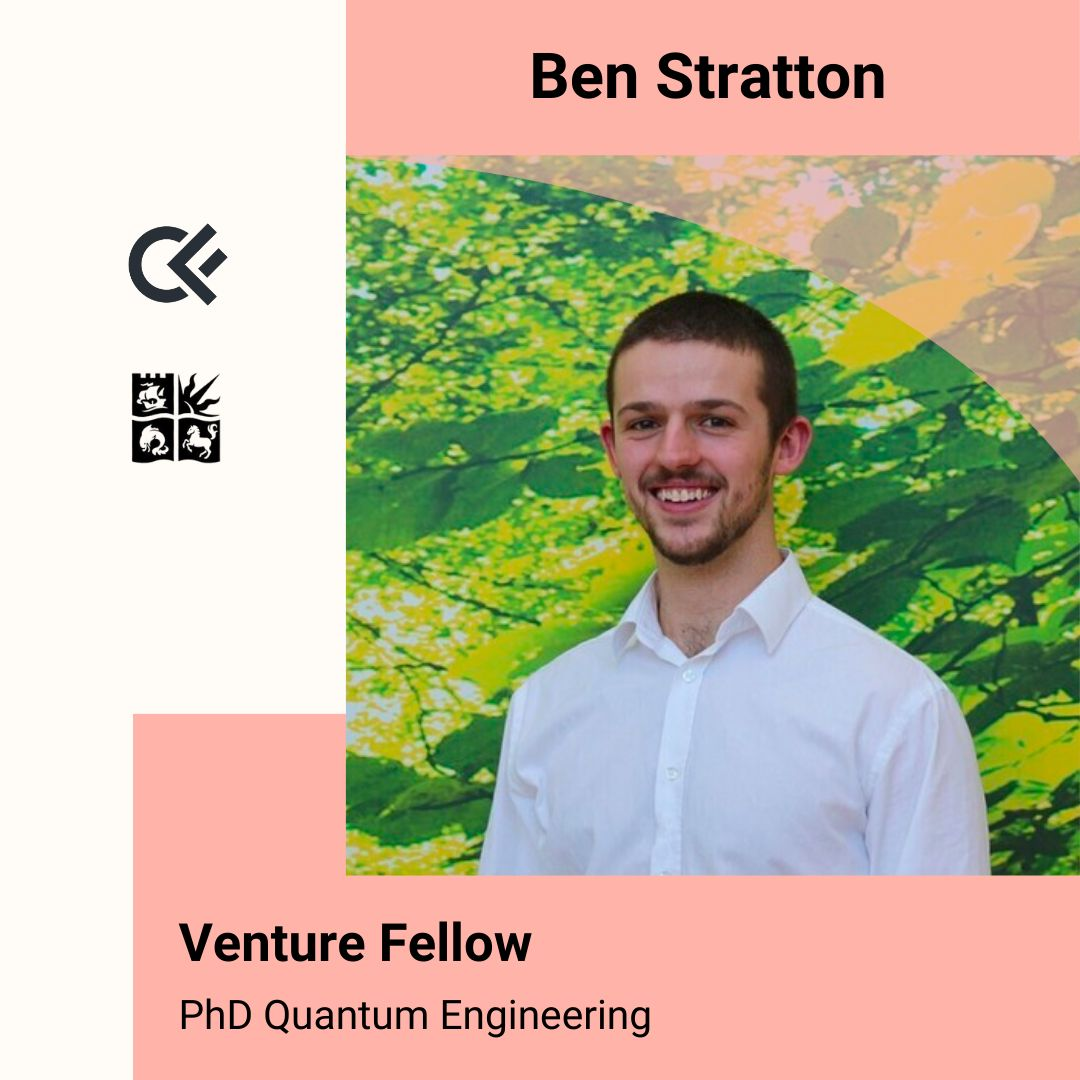 Ben Stratton
Venture Fellow
PhD Quantum Engineering